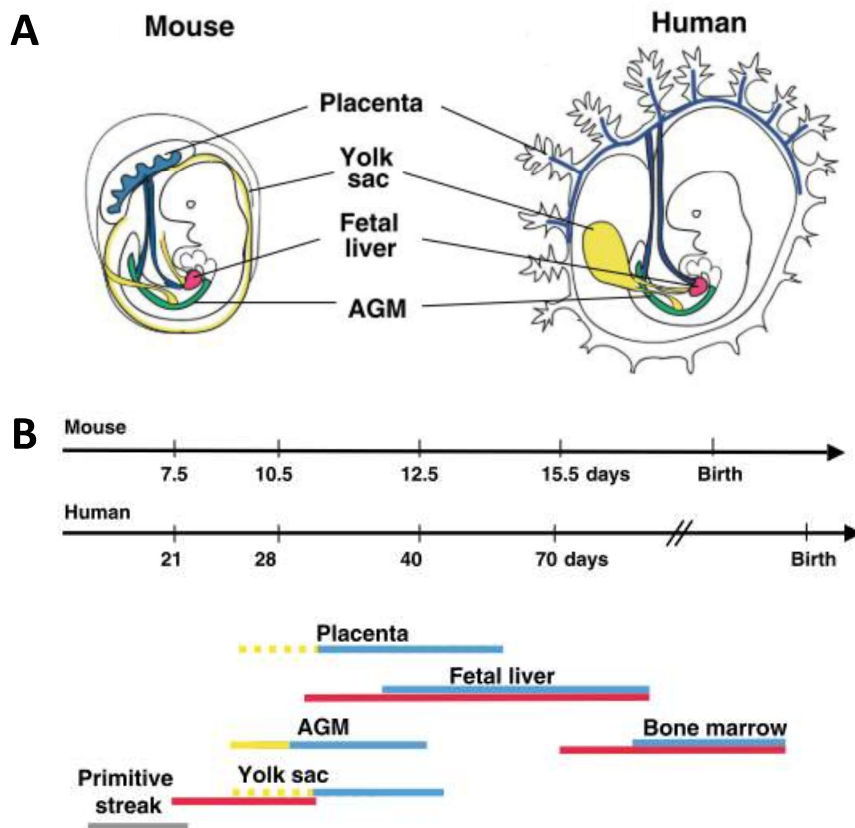 A
Mouse
Human
Placenta
Yolk
sac
Fetal
liver
AGM
B
Mouse
7.5 10.5 12.5 15.5 days Birth
Human
21 28 40 70 days Birth
Placenta
Fetal liver
AGM
Bone marrow
Primitive
streak
Yolk sac